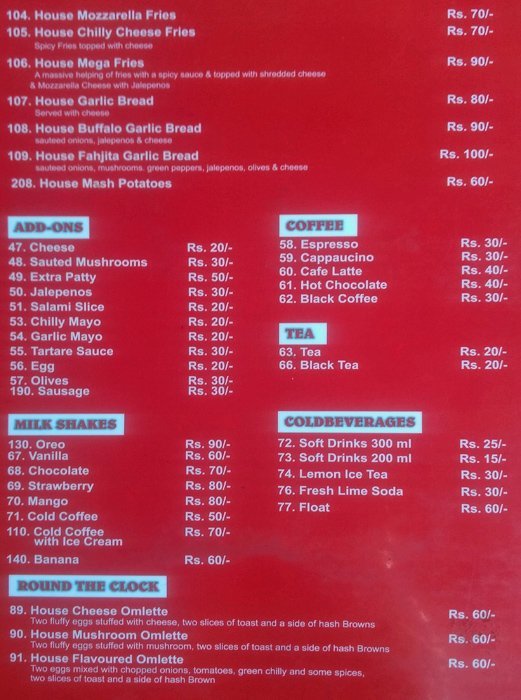 104. House Mozzarella Fries Rs. 70/-
105. House Chilly Cheese Fries Rs. 70/-
Spicy Fries topped with cheese
106. House Mega Fries Rs. 90/-
A massive helping of fries with a spicy sauce & topped with shredded cheese
& Mozzarella Cheese with Jalepenos
107. House Garlic Bread Rs. 80/-
Served with cheese
108. House Buffalo Garlic Bread Rs. 90/-
sauteed onions, jalepenos & cheese
109. House Fahjita Garlic Bread Rs. 100/-
sauteed onions, mushrooms. green peppers, jalepenos, olives & cheese
208. House Mash Potatoes Rs. 60/-
ADD-ONS
47. Cheese Rs. 20/-
48. Sauted Mushrooms Rs. 30/-
49. Extra Patty Rs. 50/-
50. Jalepenos Rs. 30/-
51. Salami Slice Rs. 20/-
53. Chilly Mayo Rs. 20/-
54. Garlic Mayo Rs. 20/-
55. Tartare Sauce Rs. 30/-
56. Egg Rs. 20/-
57. Olives Rs. 30/-
190. Sausage Rs. 30/-
COFFEE
58. Espresso Rs. 30/-
59. Cappaucino Rs. 30/-
60. Cafe Latte Rs. 40/-
61. Hot Chocolate Rs. 40/-
62. Black Coffee Rs. 30/-
TEA
63. Tea Rs. 20/-
66. Black Tea Rs. 20/-
MILK SHAKES
130. Oreo Rs. 90/-
67. Vanilla Rs. 60/-
68. Chocolate Rs. 70/-
69. Strawberry Rs. 80/-
70. Mango Rs. 80/-
71. Cold Coffee Rs. 50/-
110. Cold Coffee Rs. 70/-
with Ice Cream
140. Banana Rs. 60/-
COLDBEVERAGES
72. Soft Drinks 300 ml Rs. 25/-
73. Soft Drinks 200 ml Rs. 15/-
74. Lemon Ice Tea Rs. 30/-
76. Fresh Lime Soda Rs. 30/-
77. Float Rs. 60/-
ROUND THE CLOCK
89. House Cheese Omlette Rs. 60/-
Two fluffy eggs stuffed with cheese, two slices of toast and a side of hash Browns
90. House Mushroom Omlette Rs. 60/-
Two fluffy eggs stuffed with mushroom, two slices of toast and a side of hash Browns
91. House Flavoured Omlette Rs. 60/-
Two eggs mixed with chopped onions, tomatoes, green chilly and some spices,
two slices of toast and a side of hash Brown